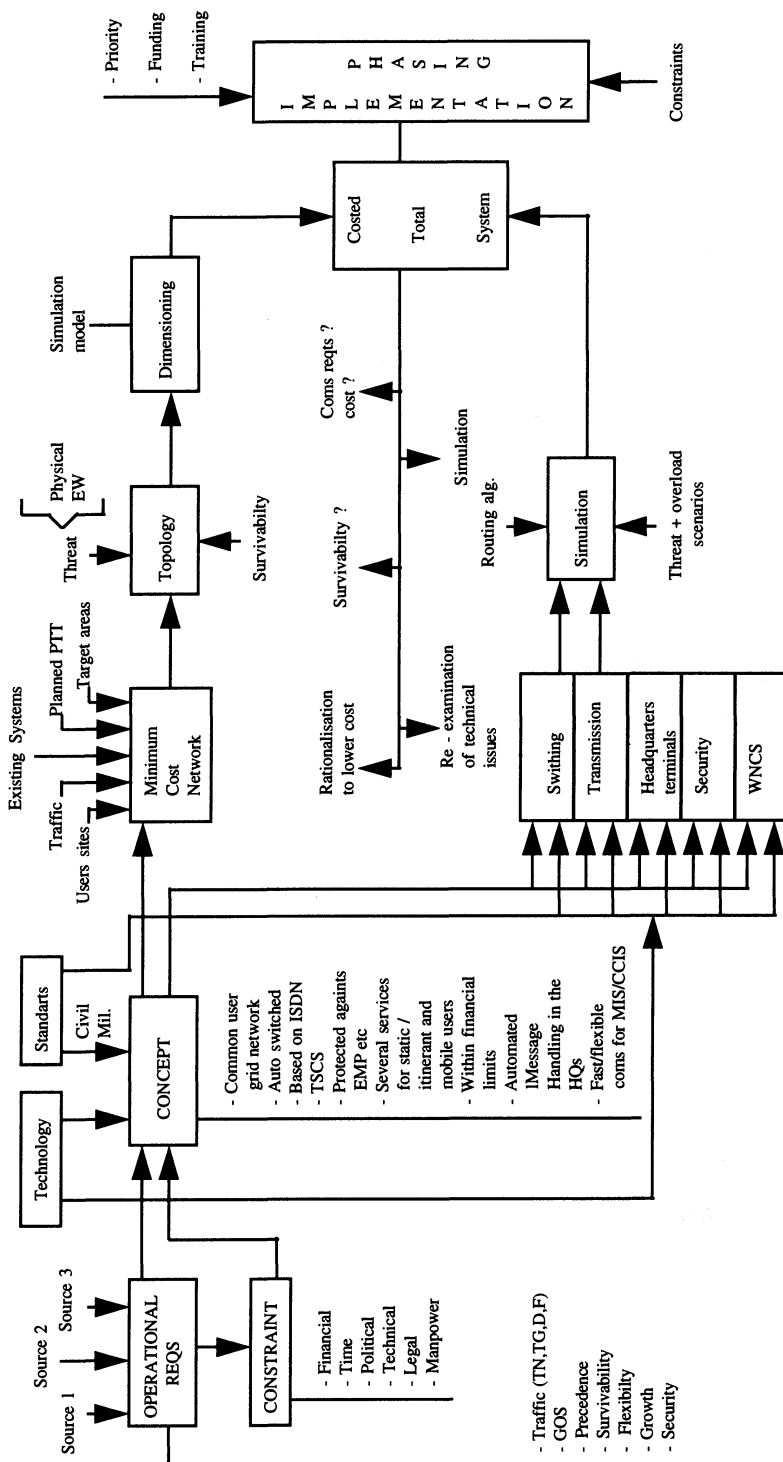 Source 1
Source 2
Source 3
OPERATIONAL
REQS
CONSTRAINT
- Financial
- Time
- Political
- Technical
- Legal
- Manpower
- Traffic (TN,TG,D,F)
- GOS
- Precedence
- Survivability
- Flexibilty
- Growth
- Security
Technology
Standarts
Civil
Mil.
CONCEPT
- Common user
grid network
- Auto switched
- Based on ISDN
TSCS
- Protected againts
EMP etc
- Several services
for static /
itinerant and
mobile users
- Within financial
limits
- Automated
IMessage
Handling in the
HQs
- Fast/flexible
coms for MIS/CCIS
Users sites
Traffic
Existing Systems
Planned PTT
Target areas
Minimum
Cost
Network
Threat
Physical
EW
Topology
Survivabilty
Simulation
model
Dimensioning
Rationalisation
to lower cost
Survivabilty ?
Coms reqts ?
cost ?
Re - examination
of technical
issues
Simulation
Swithing
Transmission
Headquarters
terminals
Security
WNCS
Routing alg.
Simulation
Threat + overload
scenarios
Costed
Total
System
- Priority
- Funding
- Training
IMPLEMENTATION
PHASING
Constraints